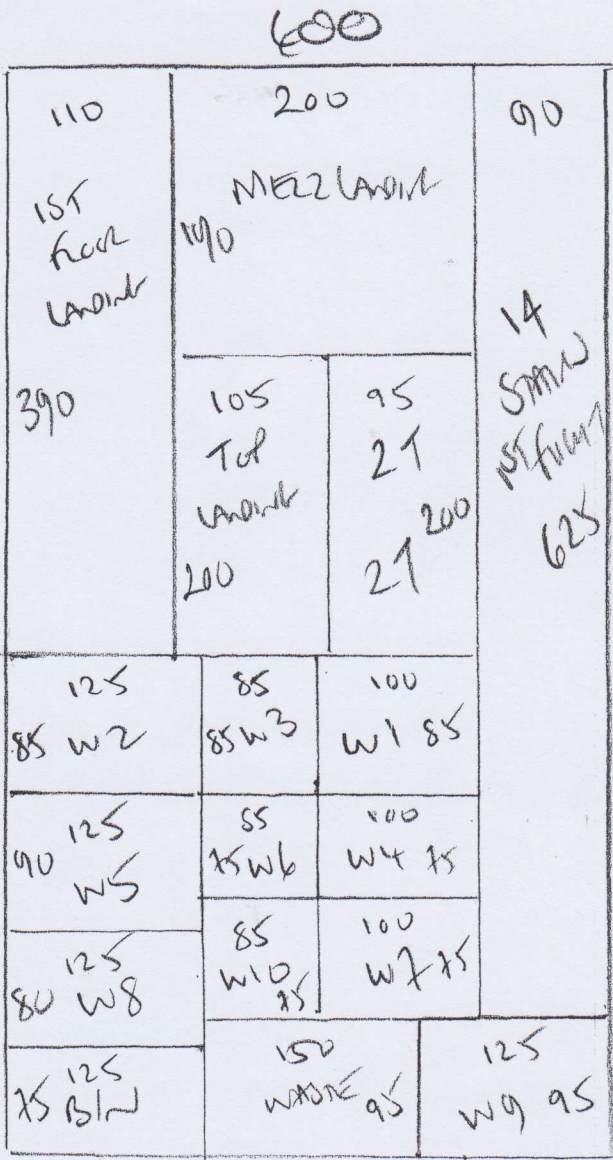 400
110
200
90
1ST
FLOOR
LANDING
MEZZ LANDING
190
14
STAIRS
1ST FLIGHT
625
390
105
TOP
LANDING
200
95
2T
200
2T
125
85 W2
85
85 W3
100
W1 85
125
90
W5
85
75 W6
100
W4 75
125
80 W8
85
W10
75
100
W7 75
125
75 BIN
150
WASTE 95
125
W9 95